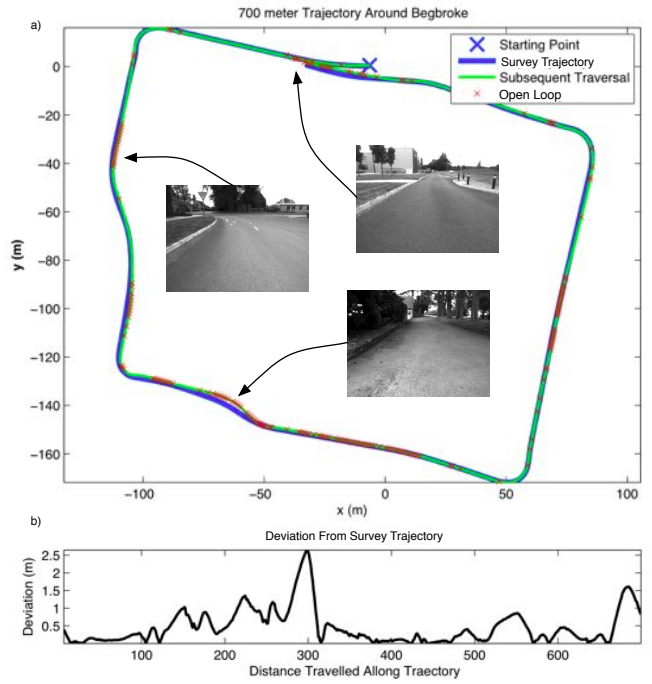 700 meter Trajectory Around Begbroke
a)
Starting Point
Survey Trajectory
Subsequent Traversal
Open Loop
0
−20
−40
−60
−80
−100
−120
−140
−160
y (m)
−100 −50 0 50 100
x (m)
b)
Deviation From Survey Trajectory
2.5
2
1.5
1
0.5
Deviation (m)
100 200 300 400 500 600
Distance Travelled Allong Traectory